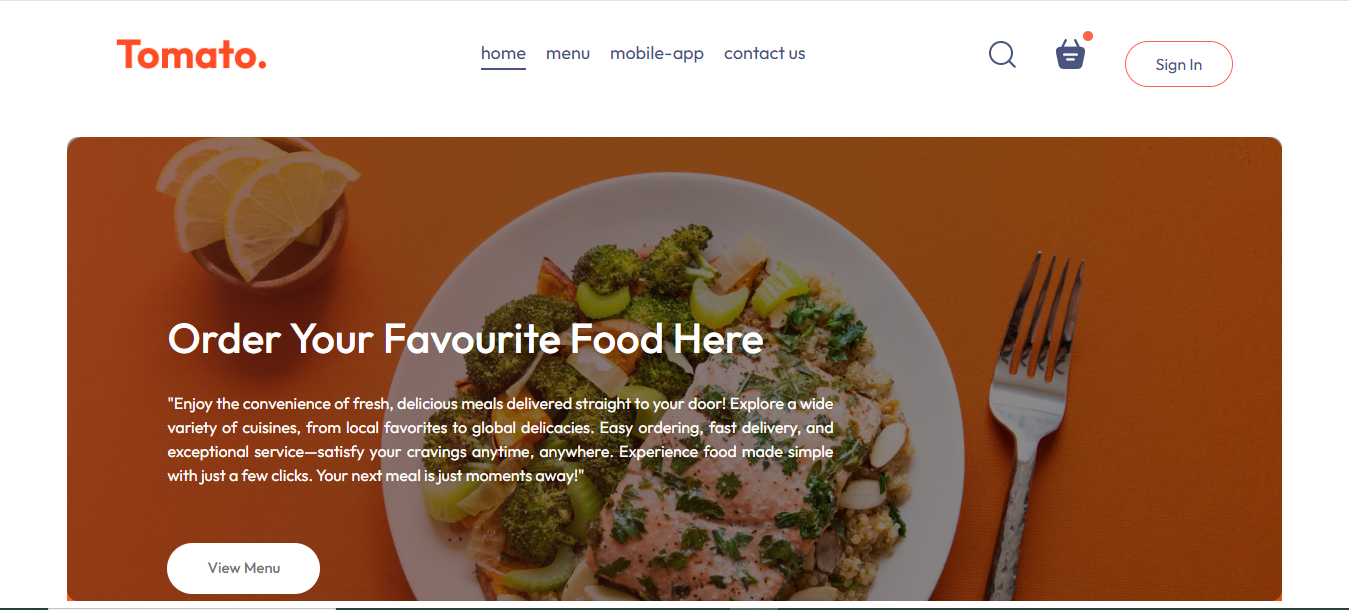 Tomato.
home menu mobile-app contact us
Sign In
Order Your Favourite Food Here
"Enjoy the convenience of fresh, delicious meals delivered straight to your door! Explore a wide
variety of cuisines, from local favorites to global delicacies. Easy ordering, fast delivery, and
exceptional service—satisfy your cravings anytime, anywhere. Experience food made simple
with just a few clicks. Your next meal is just moments away!"
View Menu